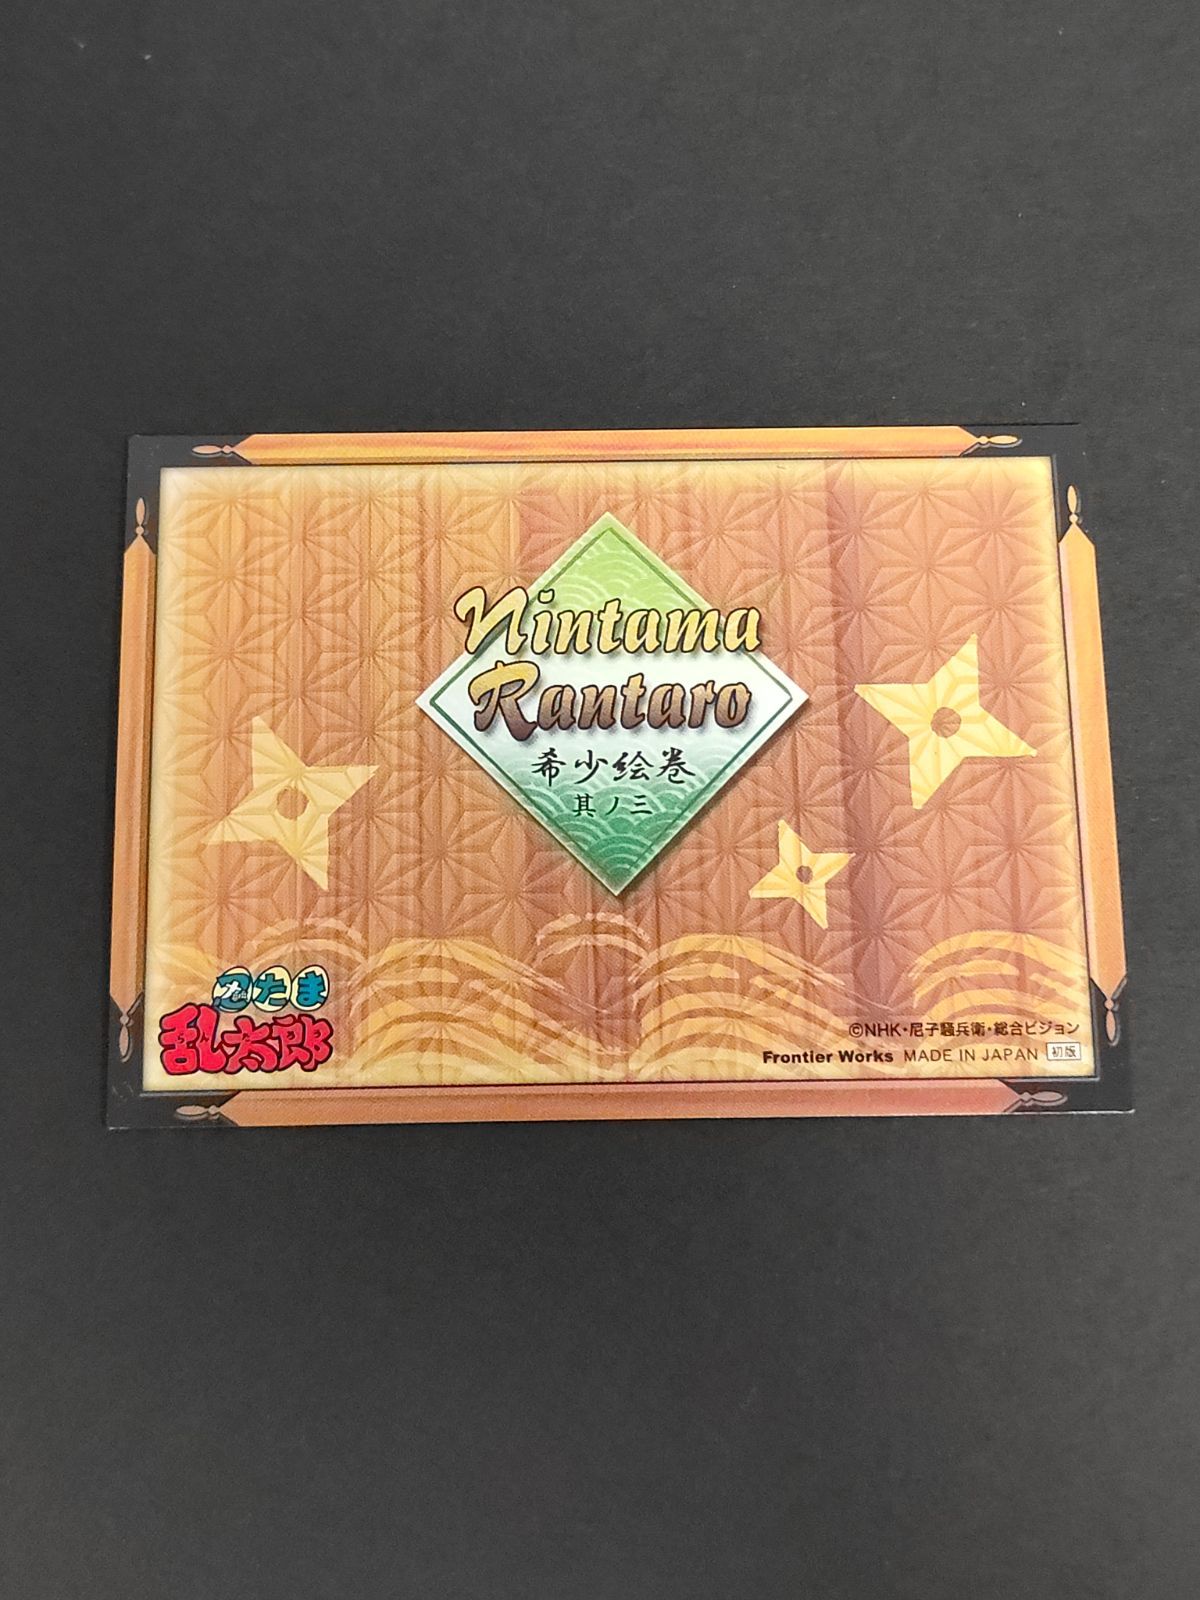 Nintama
Rantaro
希少絵巻
其ノ三
忍たま
乱太郎
©NHK・尼子騒兵衛・総合ビジョン
Frontier Works MADE IN JAPAN 初版